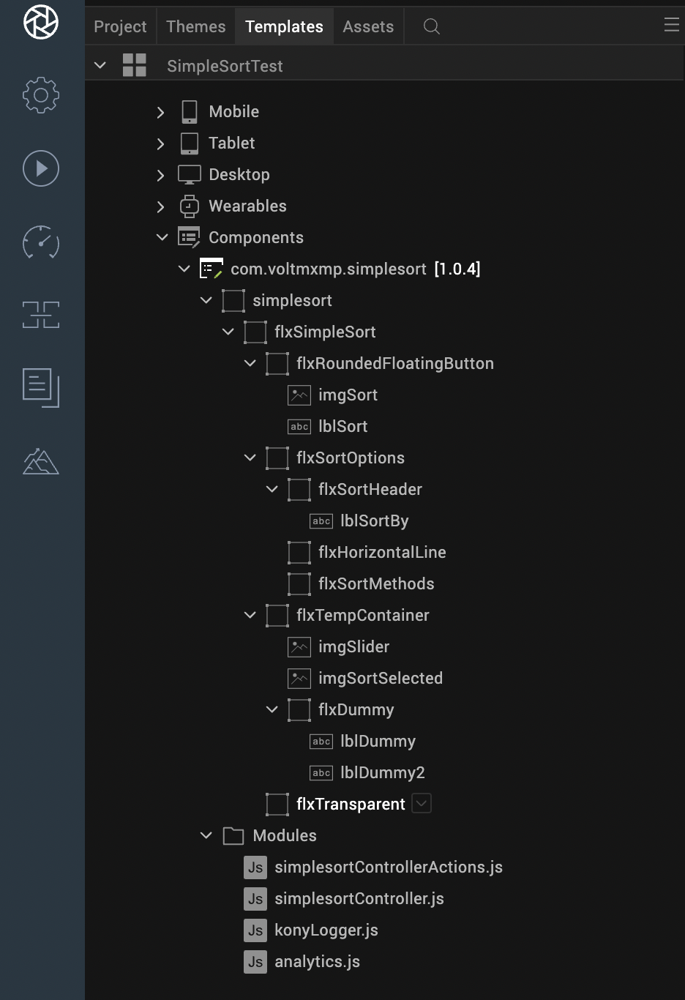 Project Themes Templates Assets
SimpleSortTest
Mobile
Tablet
Desktop
Wearables
Components
com.voltmxmp.simplesort [1.0.4]
simplesort
flxSimpleSort
flxRoundedFloatingButton
imgSort
abc lblSort
flxSortOptions
flxSortHeader
abc lblSortBy
flxHorizontalLine
flxSortMethods
flxTempContainer
imgSlider
imgSortSelected
flxDummy
abc lblDummy
abc lblDummy2
flxTransparent
Modules
Js simplesortControllerActions.js
Js simplesortController.js
Js konyLogger.js
Js analytics.js